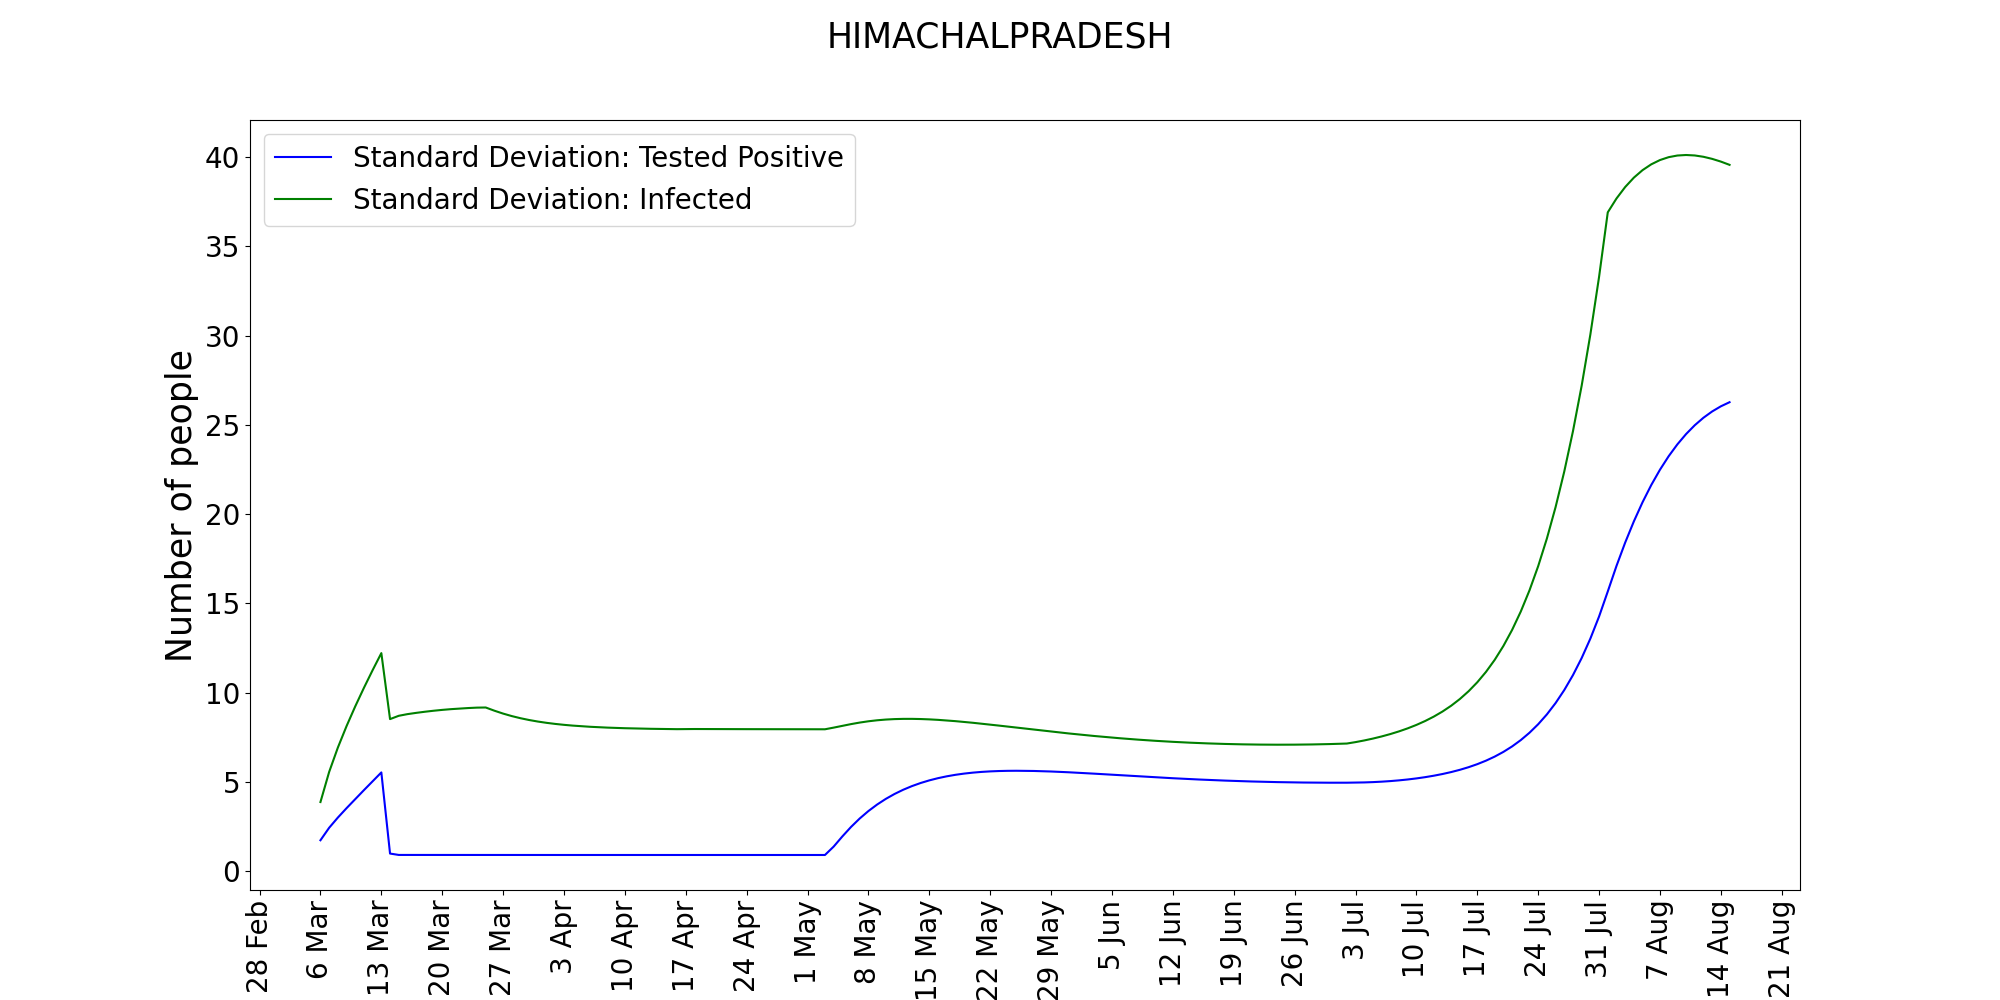 HIMACHALPRADESH
Standard Deviation: Tested Positive
Standard Deviation: Infected
Number of people
40
35
30
25
20
15
10
5
0
28 Feb
6 Mar
13 Mar
20 Mar
27 Mar
3 Apr
10 Apr
17 Apr
24 Apr
1 May
8 May
15 May
22 May
29 May
5 Jun
12 Jun
19 Jun
26 Jun
3 Jul
10 Jul
17 Jul
24 Jul
31 Jul
7 Aug
14 Aug
21 Aug